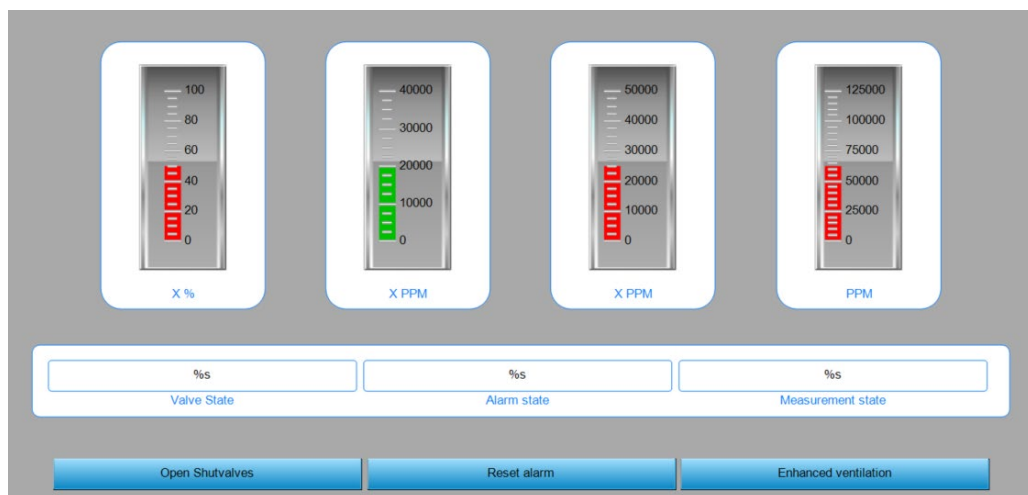 100
80
60
40
20
0
X %
40000
30000
20000
10000
0
X PPM
50000
40000
30000
20000
10000
0
X PPM
125000
100000
75000
50000
25000
0
PPM
%s
Valve State
%s
Alarm state
%s
Measurement state
Open Shutvalves
Reset alarm
Enhanced ventilation